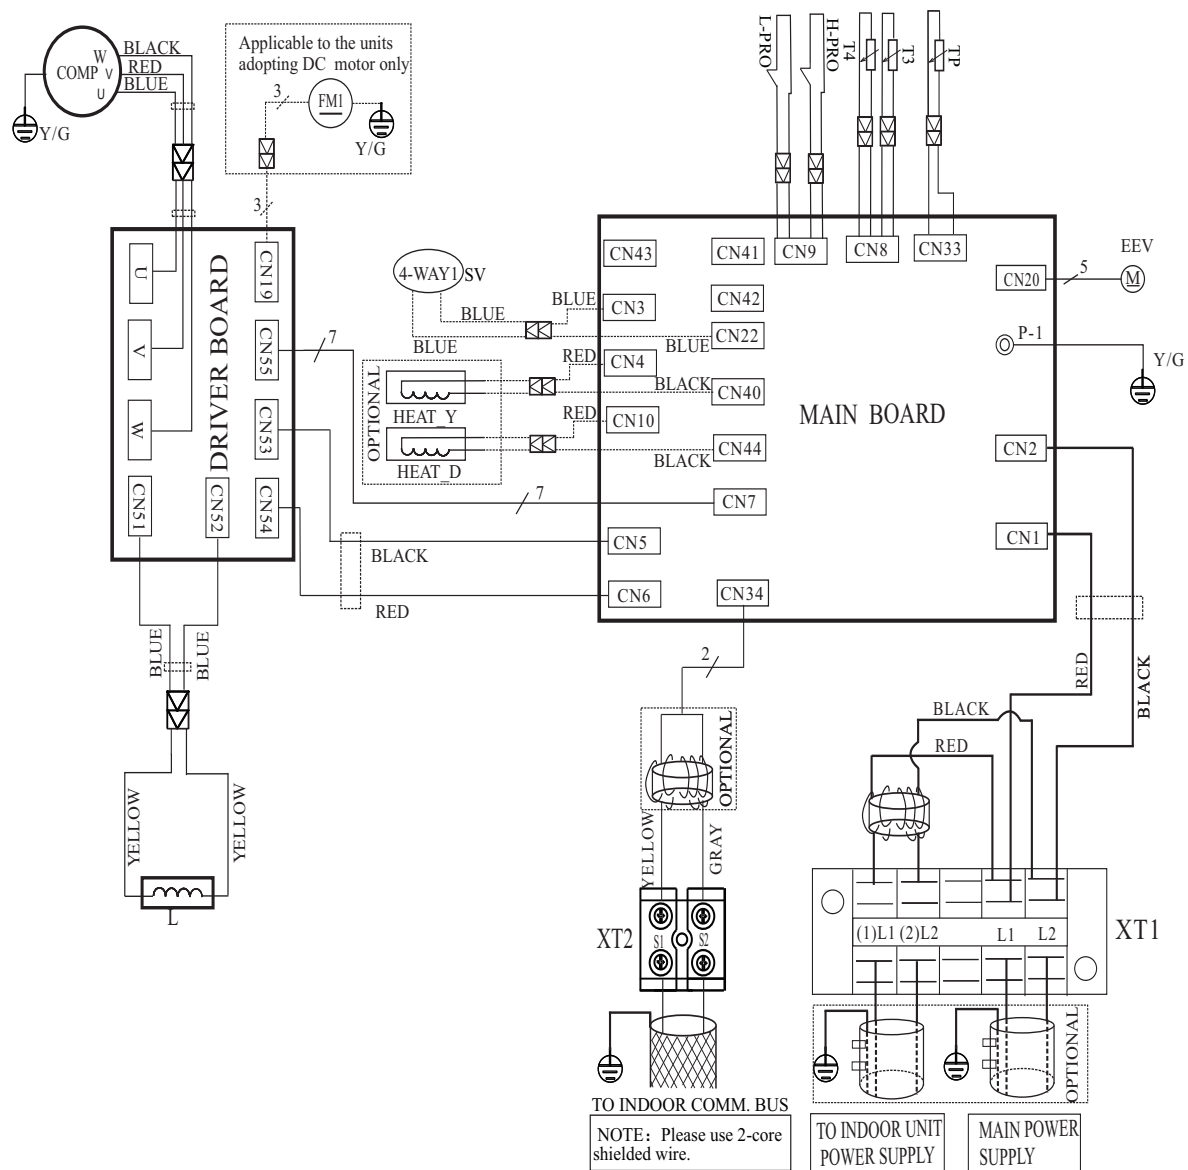 W
COMP V
U
BLACK
RED
BLUE
Y/G
Applicable to the units
adopting DC motor only
3
FM1
Y/G
3
L-PRO
H-PRO
T4
T3
TP
DRIVER BOARD
U
V
W
CN19
CN55
CN53
CN54
CN51
CN52
4-WAY1 SV
BLUE
BLUE
BLUE
BLUE
OPTIONAL
HEAT_Y
HEAT_D
RED
BLACK
RED
BLACK
7
7
BLACK
RED
CN43
CN41
CN9
CN8
CN33
CN3
CN42
CN22
CN4
CN40
CN10
CN44
CN7
CN5
CN6
CN34
MAIN BOARD
CN20
5
EEV
M
P-1
Y/G
CN2
CN1
BLUE
BLUE
YELLOW
YELLOW
L
2
OPTIONAL
YELLOW
GRAY
XT2
S1
S2
TO INDOOR COMM. BUS
NOTE: Please use 2-core
shielded wire.
RED
BLACK
BLACK
RED
(1)L1 (2)L2 L1 L2
XT1
OPTIONAL
TO INDOOR UNIT
POWER SUPPLY
MAIN POWER
SUPPLY